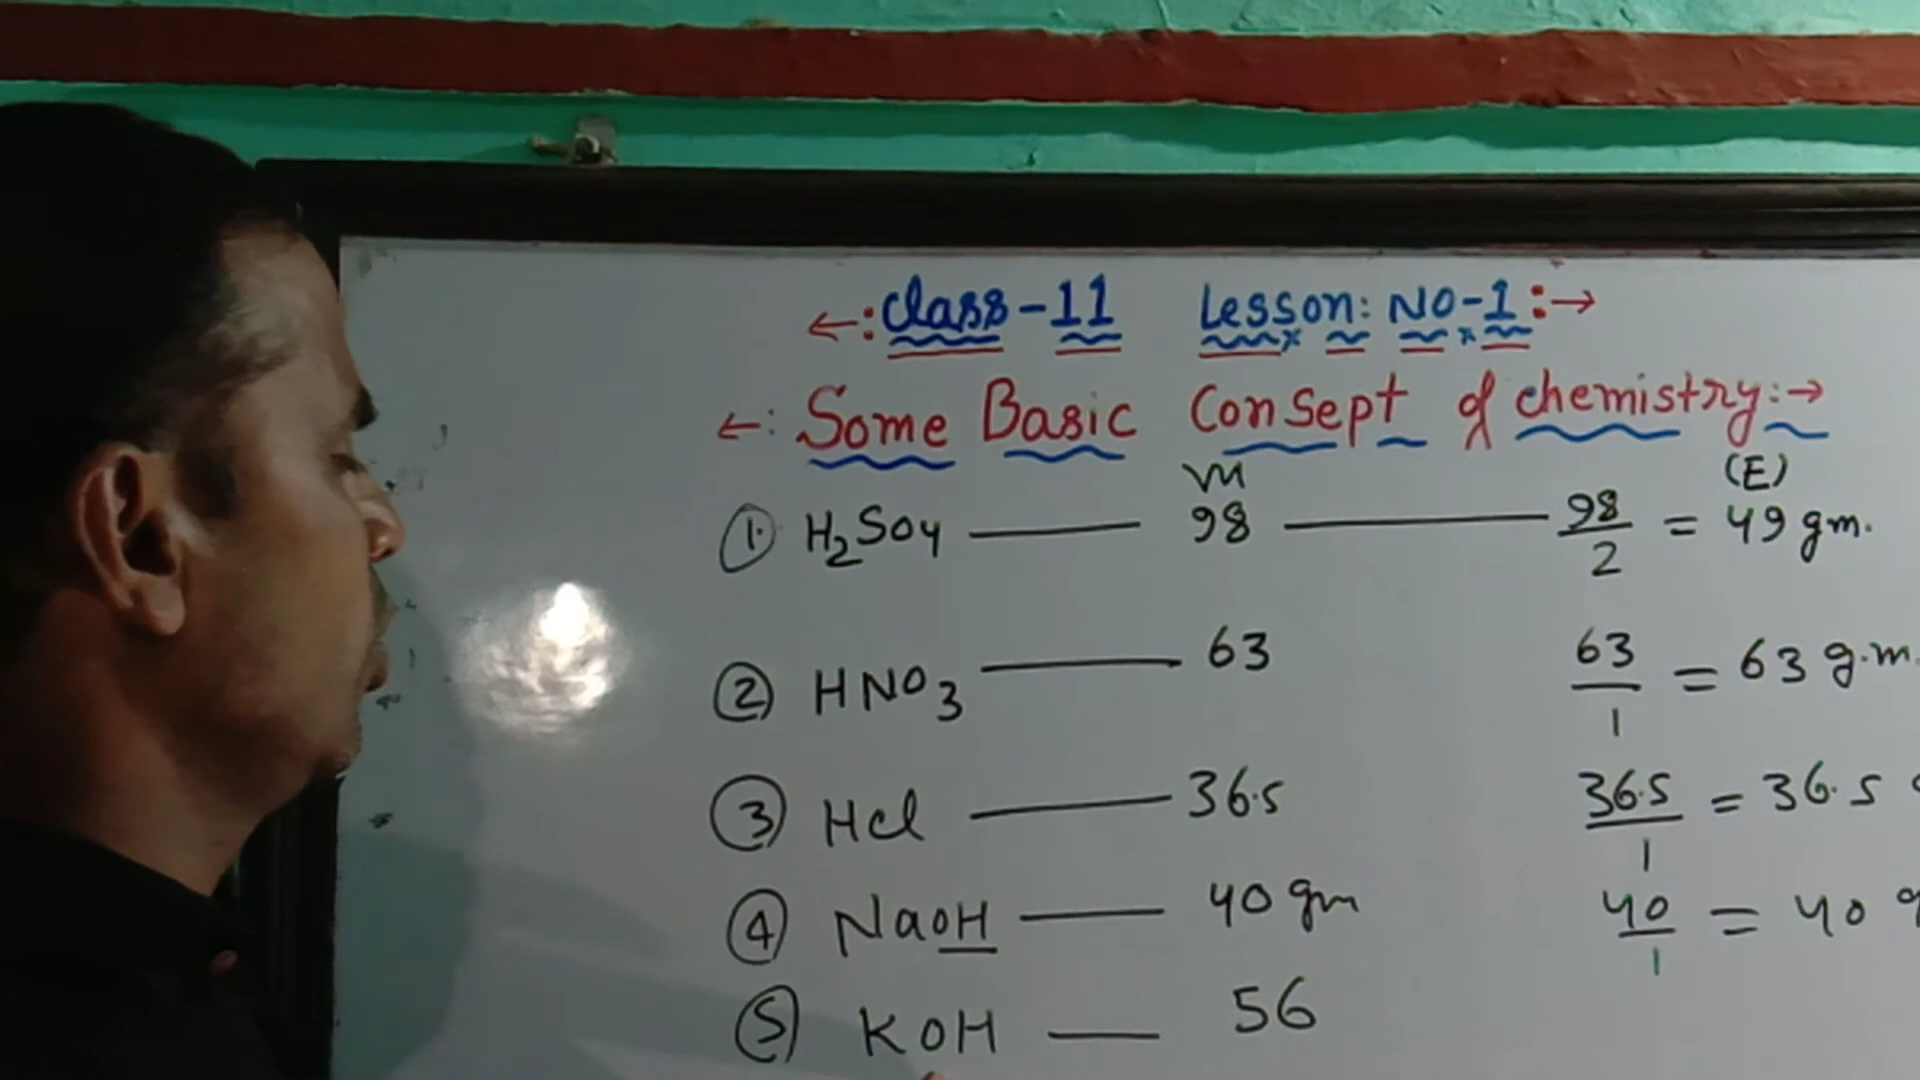 ←:Class-11 Lesson: NO-1:→
←: Some Basic Consept of chemistry:→
M (E)
1. H2SO4 —— 98 —— 98/2 = 49 gm.
2 HNO3 —— 63 63/1 = 63 g.m.
3 Hcl —— 36.5 36.5/1 = 36.5
4 NaOH —— 40 gm 40/1 = 40
5 KOH —— 56